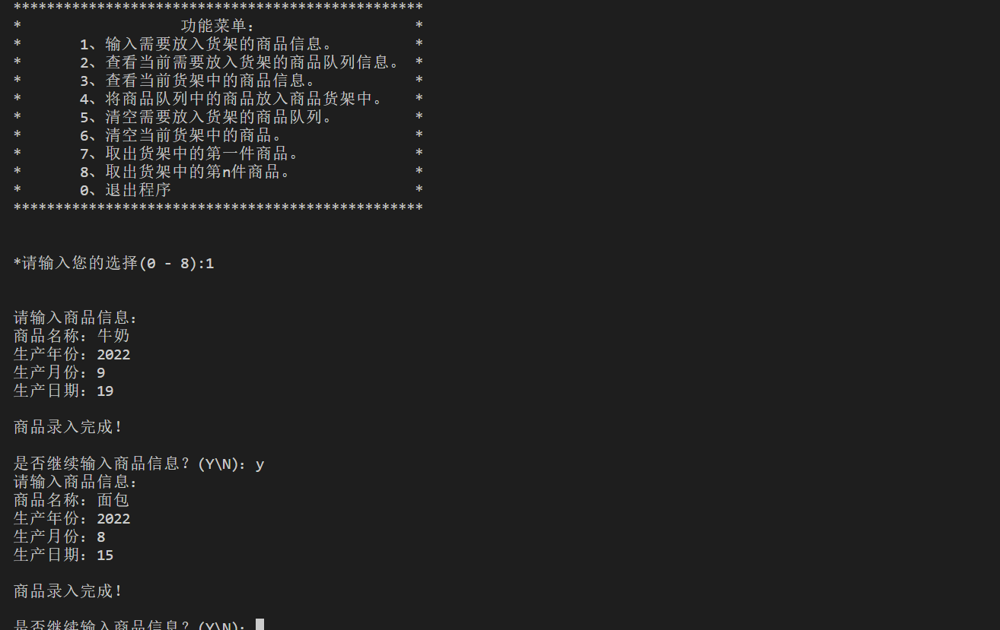 *************************************************
* 功能菜单： *
* 1、输入需要放入货架的商品信息。 *
* 2、查看当前需要放入货架的商品队列信息。 *
* 3、查看当前货架中的商品信息。 *
* 4、将商品队列中的商品放入商品货架中。 *
* 5、清空需要放入货架的商品队列。 *
* 6、清空当前货架中的商品。 *
* 7、取出货架中的第一件商品。 *
* 8、取出货架中的第n件商品。 *
* 0、退出程序 *
*************************************************
*请输入您的选择(0 - 8):1
请输入商品信息：
商品名称：牛奶
生产年份：2022
生产月份：9
生产日期：19
商品录入完成！
是否继续输入商品信息？(Y\N)：y
请输入商品信息：
商品名称：面包
生产年份：2022
生产月份：8
生产日期：15
商品录入完成！
是否继续输入商品信息？(Y\N)：